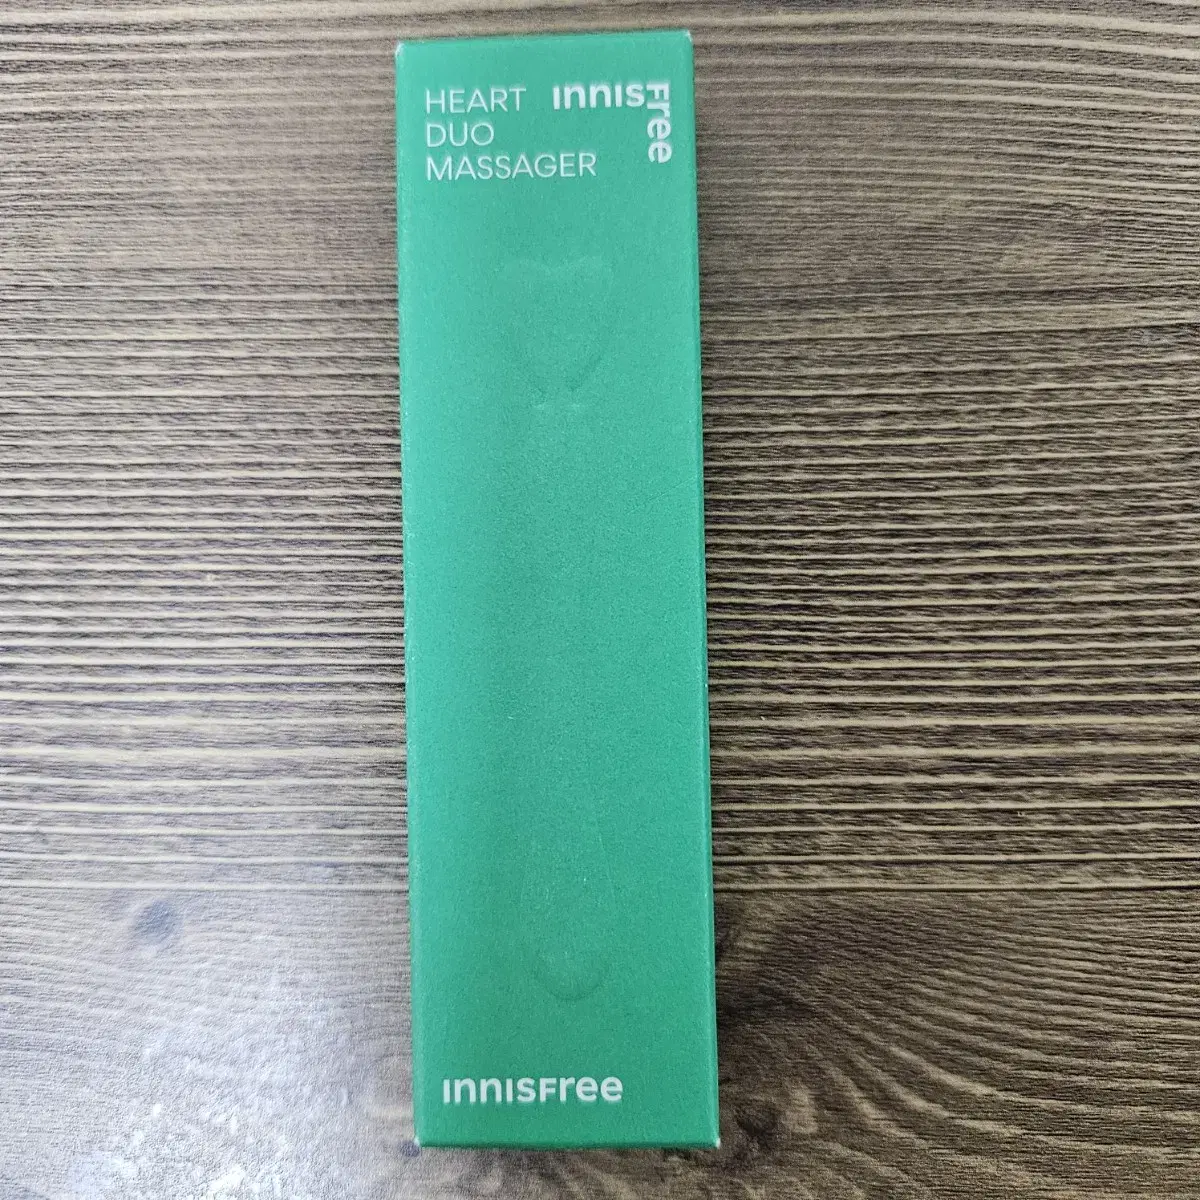 HEART
DUO
MASSAGER
INNISFree
INNISFree